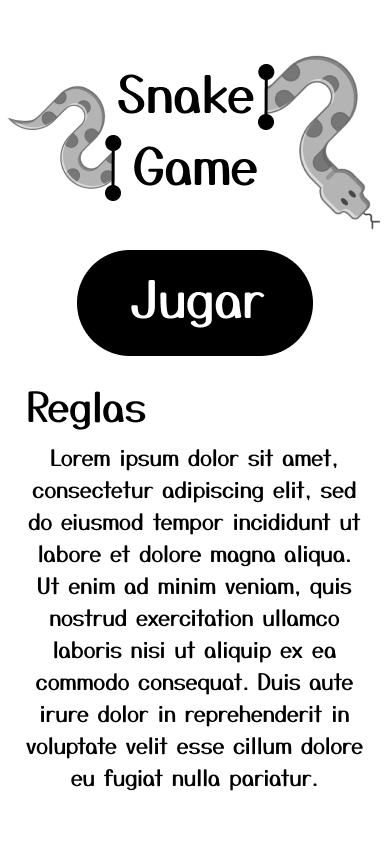 Snake
Game
Jugar
Reglas
Lorem ipsum dolor sit amet,
consectetur adipiscing elit, sed
do eiusmod tempor incididunt ut
labore et dolore magna aliqua.
Ut enim ad minim veniam, quis
nostrud exercitation ullamco
laboris nisi ut aliquip ex ea
commodo consequat. Duis aute
irure dolor in reprehenderit in
voluptate velit esse cillum dolore
eu fugiat nulla pariatur.